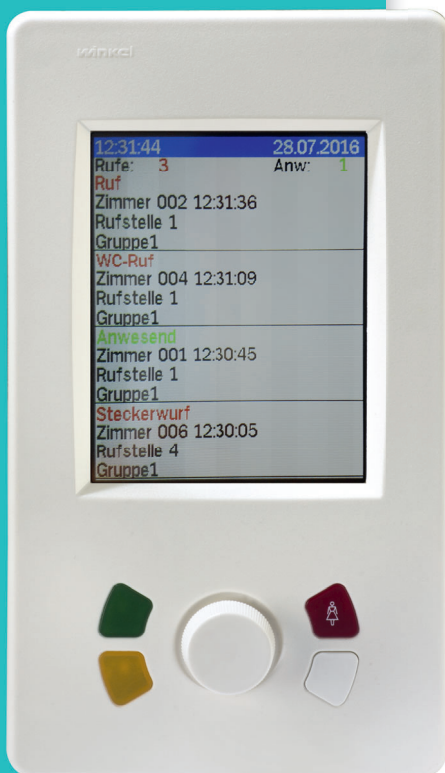 winkel
12:31:44 28.07.2016
Rufe: 3 Anw: 1
Ruf
Zimmer 002 12:31:36
Rufstelle 1
Gruppe1
WC-Ruf
Zimmer 004 12:31:09
Rufstelle 1
Gruppe1
Anwesend
Zimmer 001 12:30:45
Rufstelle 1
Gruppe1
Steckerwurf
Zimmer 006 12:30:05
Rufstelle 4
Gruppe1